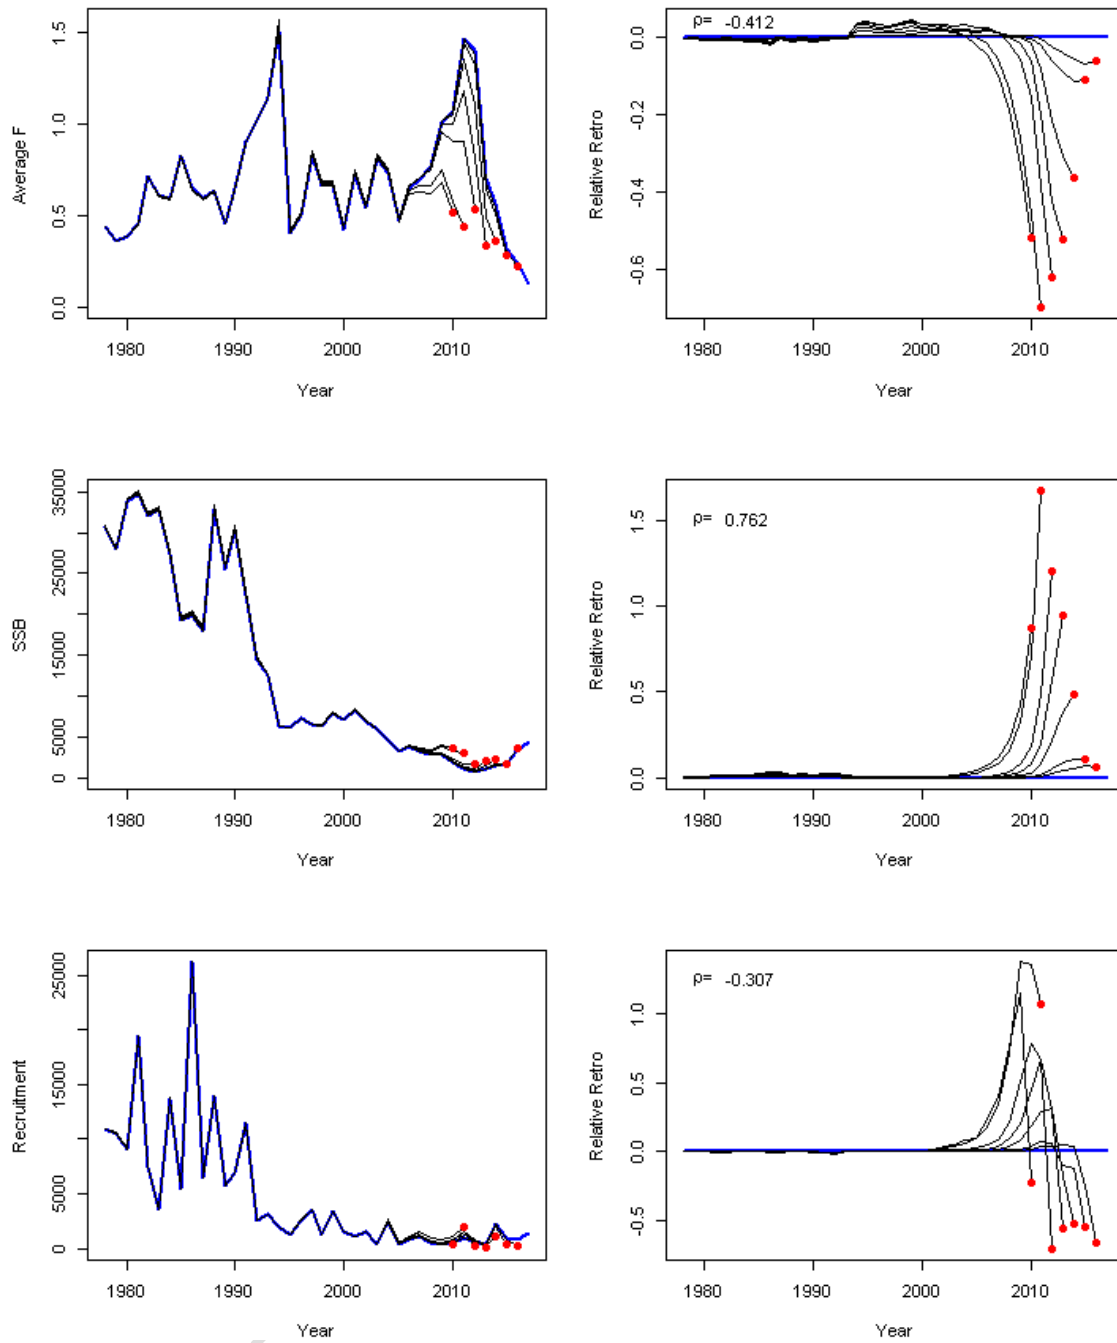 Average F
0.0 0.5 1.0 1.5
1980 1990 2000 2010
Year
ρ= -0.412
Relative Retro
-0.6 -0.4 -0.2 0.0
1980 1990 2000 2010
Year
SSB
0 5000 15000 25000 35000
1980 1990 2000 2010
Year
ρ= 0.762
Relative Retro
0.0 0.5 1.0 1.5
1980 1990 2000 2010
Year
Recruitment
0 5000 15000 25000
1980 1990 2000 2010
Year
ρ= -0.307
Relative Retro
-0.5 0.0 0.5 1.0
1980 1990 2000 2010
Year